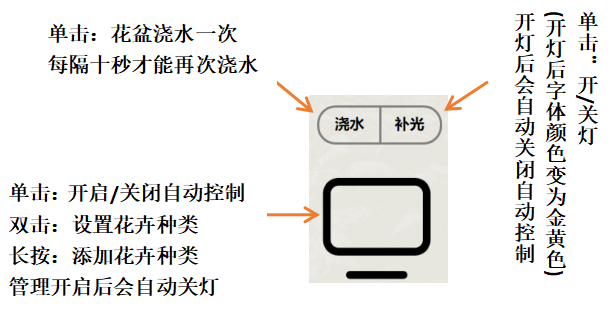 单击：花盆浇水一次
每隔十秒才能再次浇水
浇水
补光
单击：开/关灯
(开灯后字体颜色变为金黄色)
开灯后会自动关闭自动控制
单击：开启/关闭自动控制
双击：设置花卉种类
长按：添加花卉种类
管理开启后会自动关灯